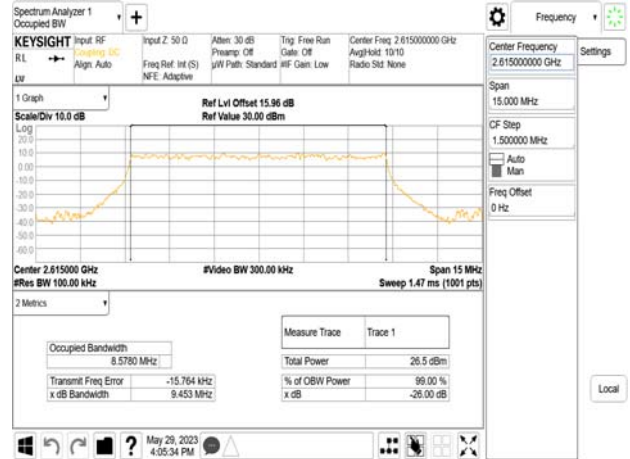 Spectrum Analyzer 1
Occupied BW
Frequency
KEYSIGHT Input: RF Input Z: 50 Ω Atten: 30 dB Trig: Free Run Center Freq: 2.615000000 GHz
RL Coupling: DC Preamp: Off Gate: Off Avg|Hold: 10/10
Align: Auto Freq Ref: Int (S) µW Path: Standard #IF Gain: Low Radio Std: None
NFE: Adaptive
Center Frequency
2.615000000 GHz
Settings
Span
15.000 MHz
CF Step
1.500000 MHz
Auto
Man
Freq Offset
0 Hz
Local
1 Graph
Ref Lvl Offset 15.96 dB
Scale/Div 10.0 dB Ref Value 30.00 dBm
Log
20.0
10.0
0.00
-10.0
-20.0
-30.0
-40.0
-50.0
-60.0
Center 2.615000 GHz #Video BW 300.00 kHz Span 15 MHz
#Res BW 100.00 kHz Sweep 1.47 ms (1001 pts)
2 Metrics
Measure Trace Trace 1
Occupied Bandwidth
8.5780 MHz
Total Power 26.5 dBm
Transmit Freq Error -15.764 kHz % of OBW Power 99.00 %
x dB Bandwidth 9.453 MHz x dB -26.00 dB
May 29, 2023
4:05:34 PM